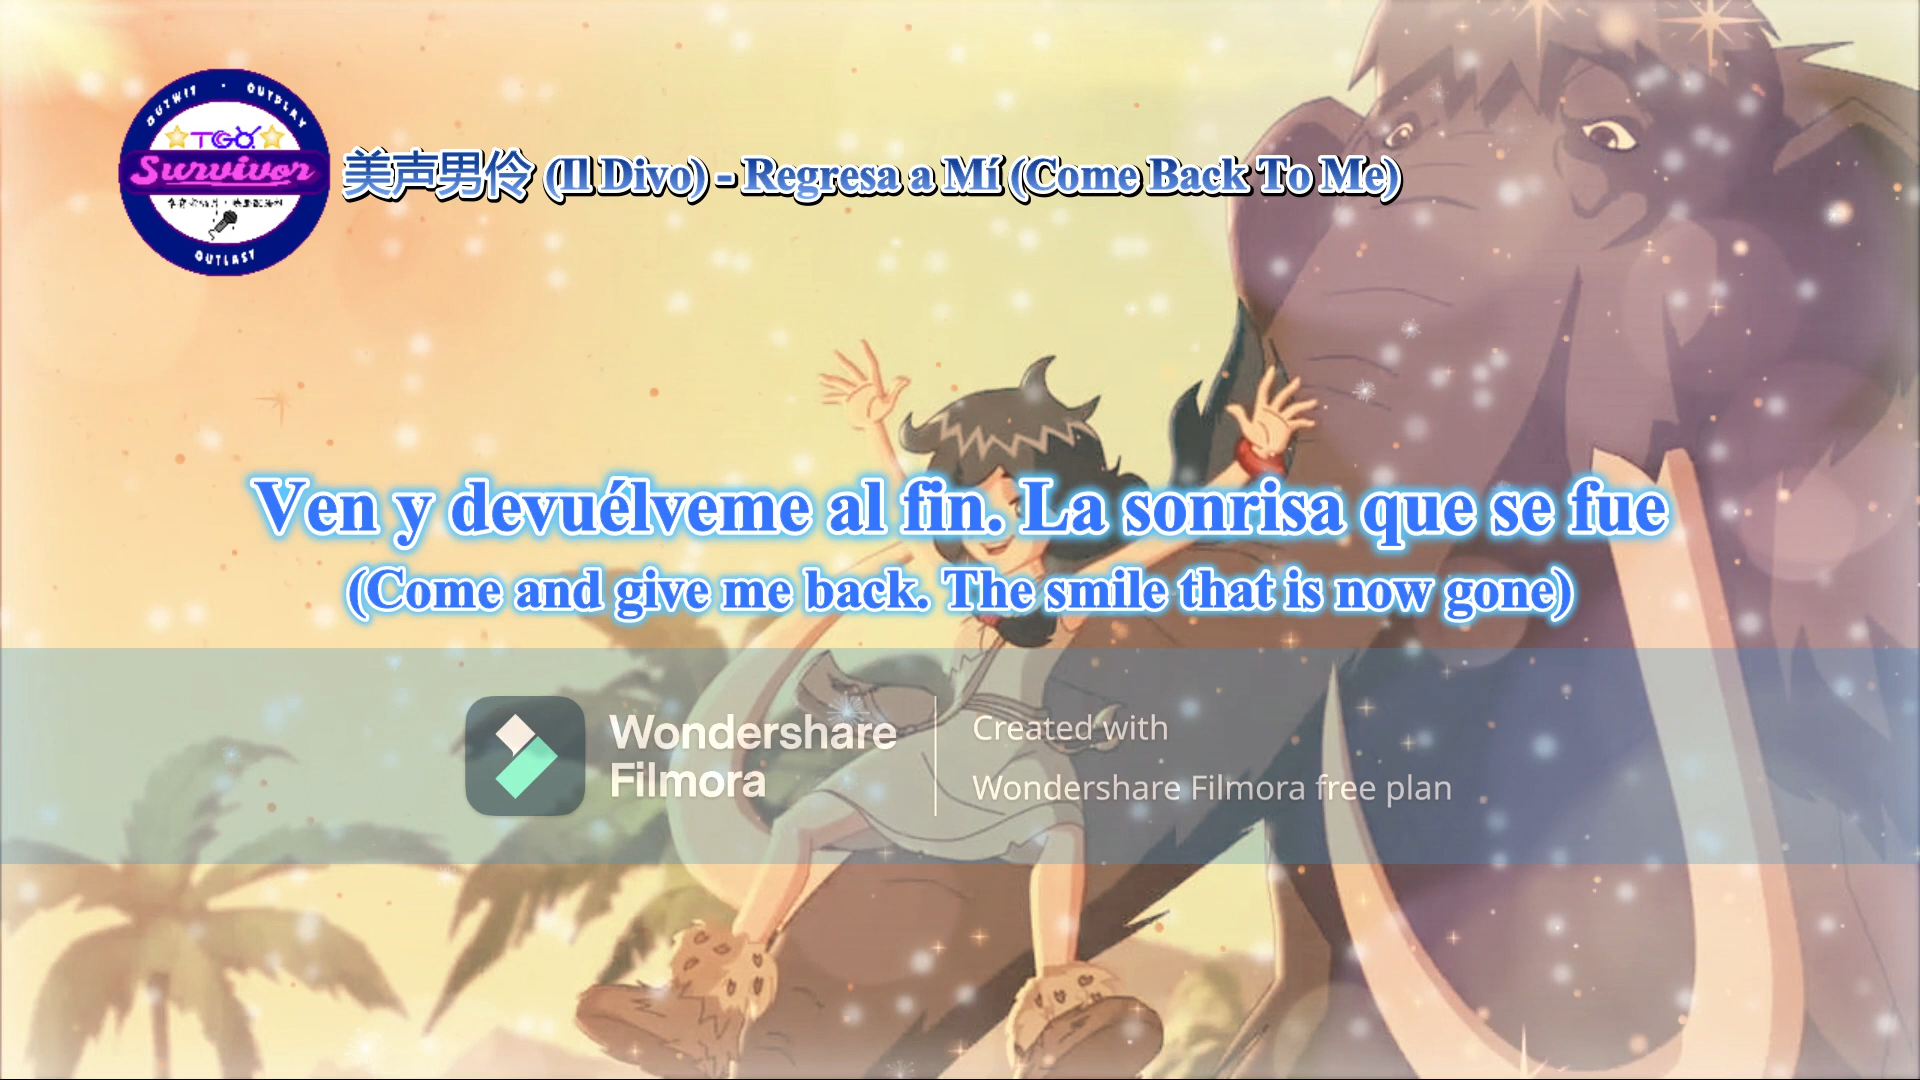 OUTWIT · OUTPLAY
TGO
Survivor
OUTLAST
美声男伶 (Il Divo) - Regresa a Mí (Come Back To Me)
Ven y devuélveme al fin. La sonrisa que se fue
(Come and give me back. The smile that is now gone)
Wondershare
Filmora
Created with
Wondershare Filmora free plan